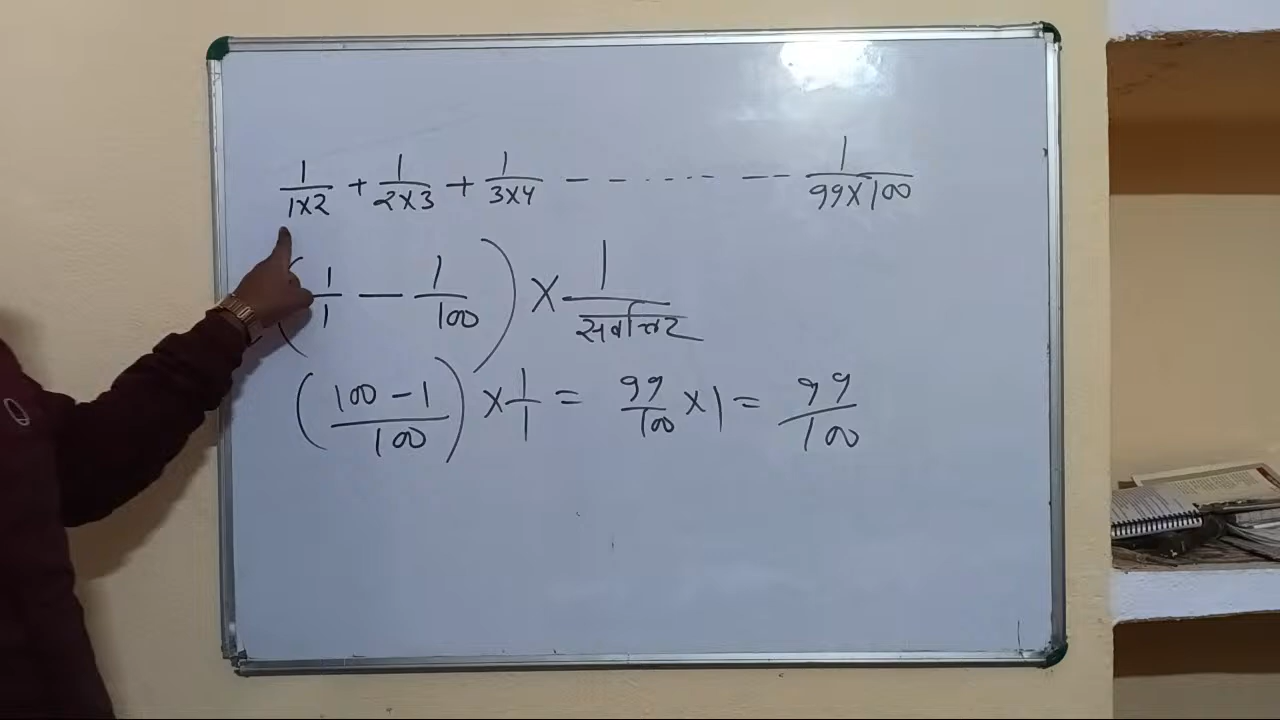 1/1×2 + 1/2×3 + 1/3×4 - - ..... - -- 1/99×100
(1/1 — 1/100) × 1/सर्वान्तर
(100-1/100) × 1/1 = 99/100 × 1 = 99/100